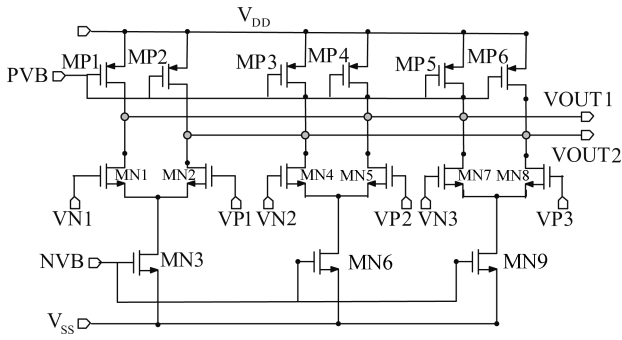 V_DD
MP1 MP2 MP3 MP4 MP5 MP6
PVB
VOUT1
VOUT2
MN1 MN2 MN4 MN5 MN7 MN8
VN1 VP1 VN2 VP2 VN3 VP3
NVB MN3 MN6 MN9
V_SS